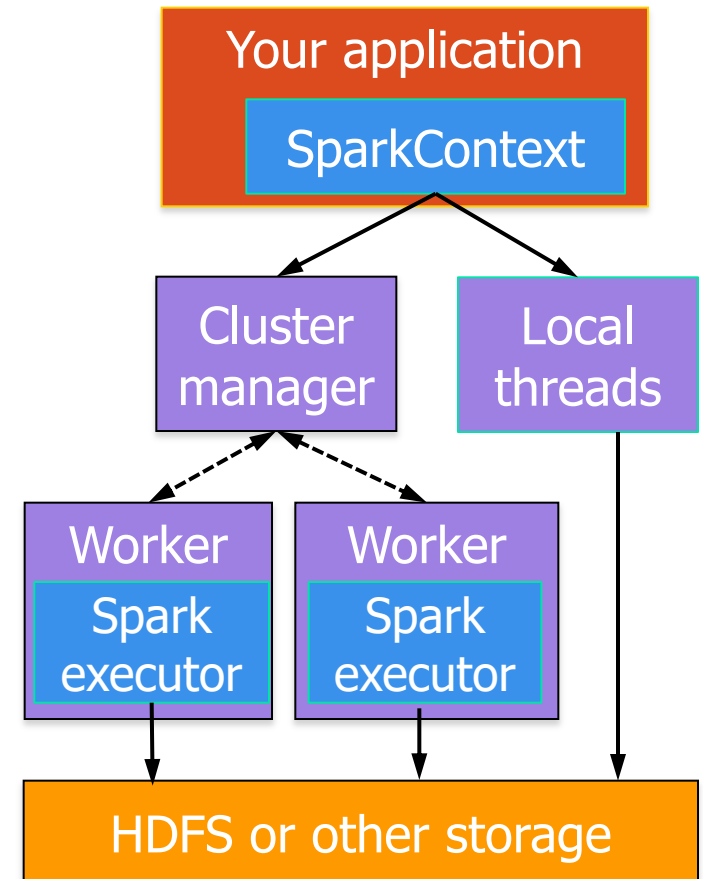 Your application
SparkContext
Cluster
manager
Local
threads
Worker
Spark
executor
Worker
Spark
executor
HDFS or other storage